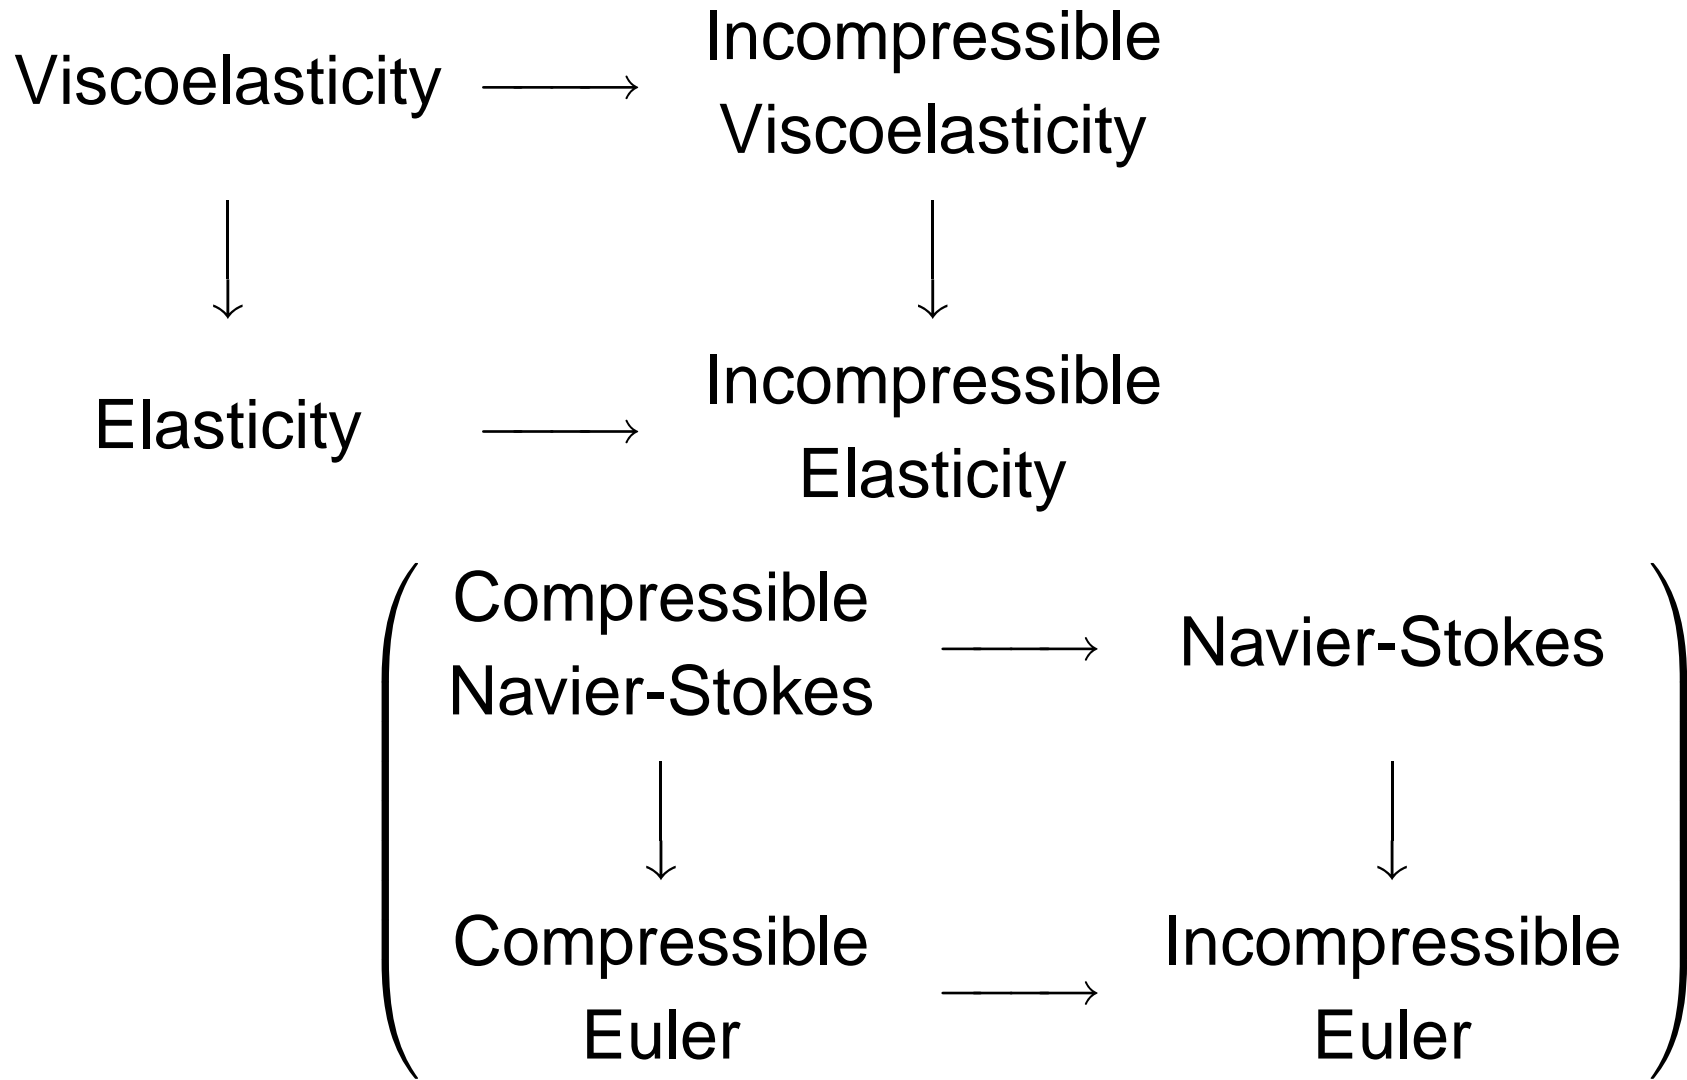 Viscoelasticity
Incompressible
Viscoelasticity
Elasticity
Incompressible
Elasticity
Compressible
Navier-Stokes
Navier-Stokes
Compressible
Euler
Incompressible
Euler